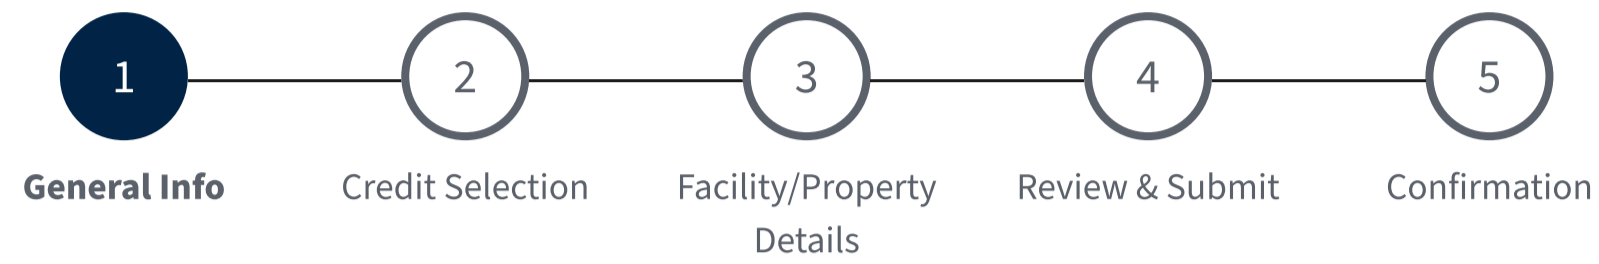 1
2
3
4
5
General Info
Credit Selection
Facility/Property
Details
Review & Submit
Confirmation